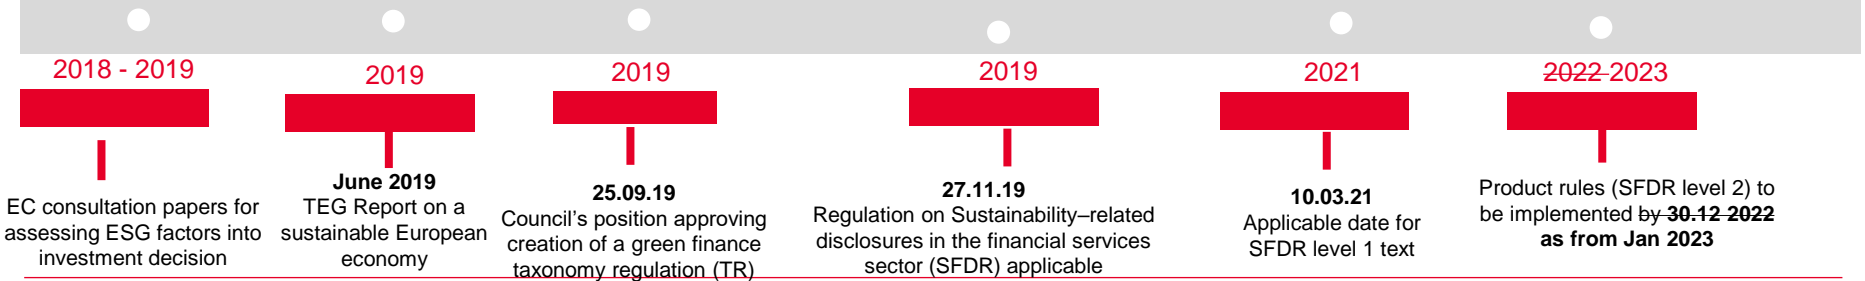 2018 - 2019
EC consultation papers for
assessing ESG factors into
investment decision
2019
June 2019
TEG Report on a
sustainable European
economy
2019
25.09.19
Council’s position approving
creation of a green finance
taxonomy regulation (TR)
2019
27.11.19
Regulation on Sustainability–related
disclosures in the financial services
sector (SFDR) applicable
2021
10.03.21
Applicable date for
SFDR level 1 text
2022 2023
Product rules (SFDR level 2) to
be implemented by 30.12 2022
as from Jan 2023